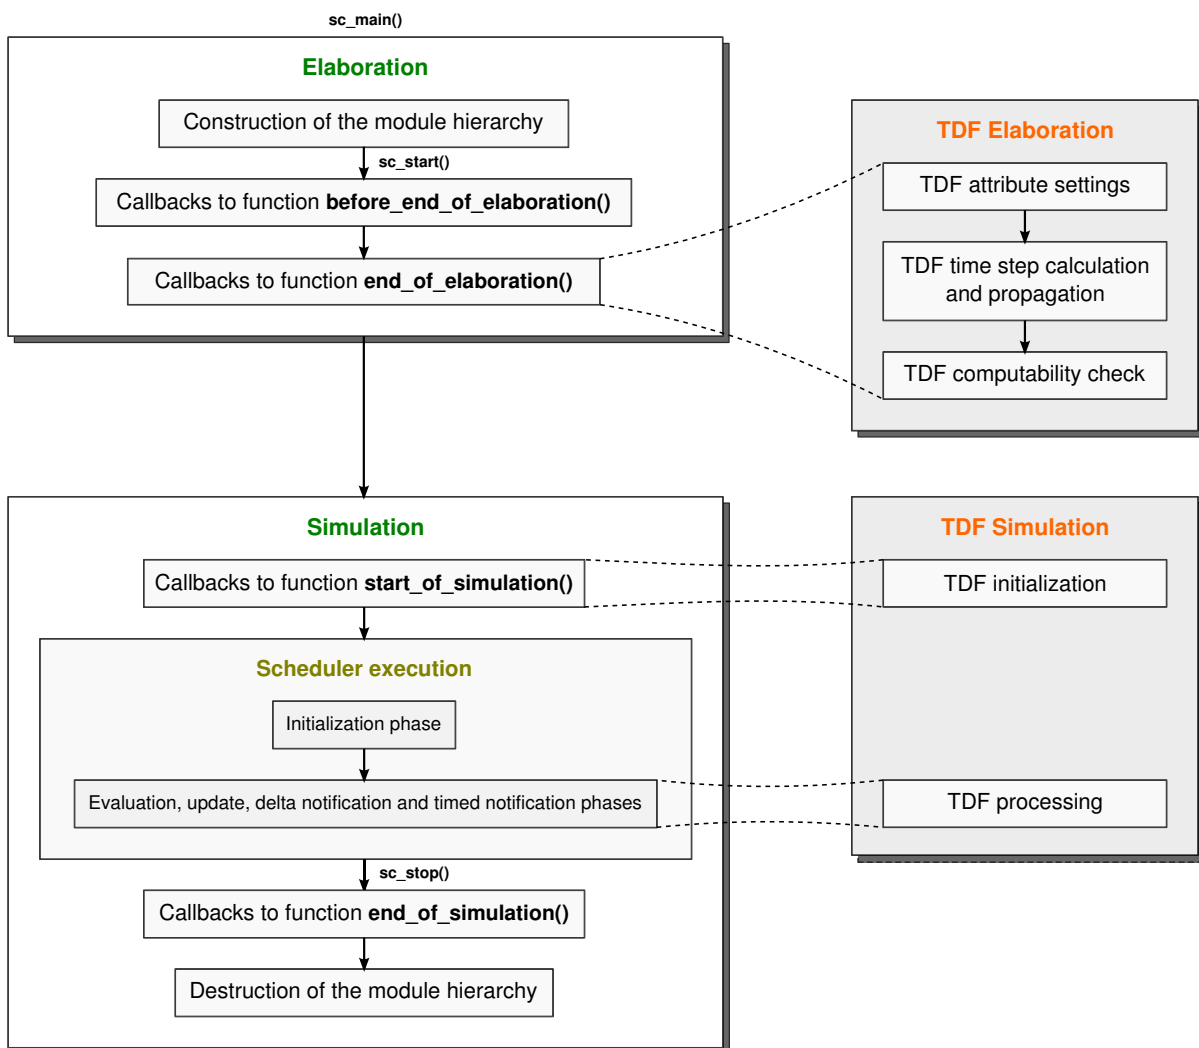 sc_main()
Elaboration
Construction of the module hierarchy
sc_start()
Callbacks to function before_end_of_elaboration()
Callbacks to function end_of_elaboration()
TDF Elaboration
TDF attribute settings
TDF time step calculation
and propagation
TDF computability check
Simulation
Callbacks to function start_of_simulation()
Scheduler execution
Initialization phase
Evaluation, update, delta notification and timed notification phases
sc_stop()
Callbacks to function end_of_simulation()
Destruction of the module hierarchy
TDF Simulation
TDF initialization
TDF processing